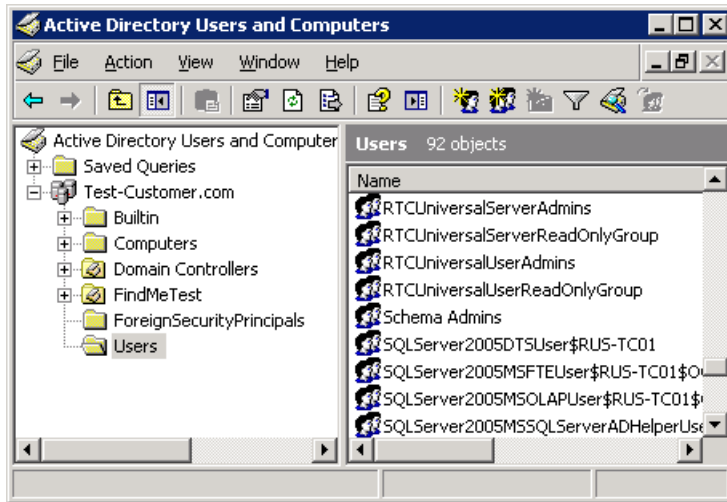 Active Directory Users and Computers
File Action View Window Help
Active Directory Users and Computer
Saved Queries
Test-Customer.com
Builtin
Computers
Domain Controllers
FindMeTest
ForeignSecurityPrincipals
Users
Users 92 objects
Name
RTCUniversalServerAdmins
RTCUniversalServerReadOnlyGroup
RTCUniversalUserAdmins
RTCUniversalUserReadOnlyGroup
Schema Admins
SQLServer2005DTSUser$RUS-TC01
SQLServer2005MSFTEUser$RUS-TC01$O
SQLServer2005MSOLAPUser$RUS-TC01$
SQLServer2005MSSQLServerADHelperUse